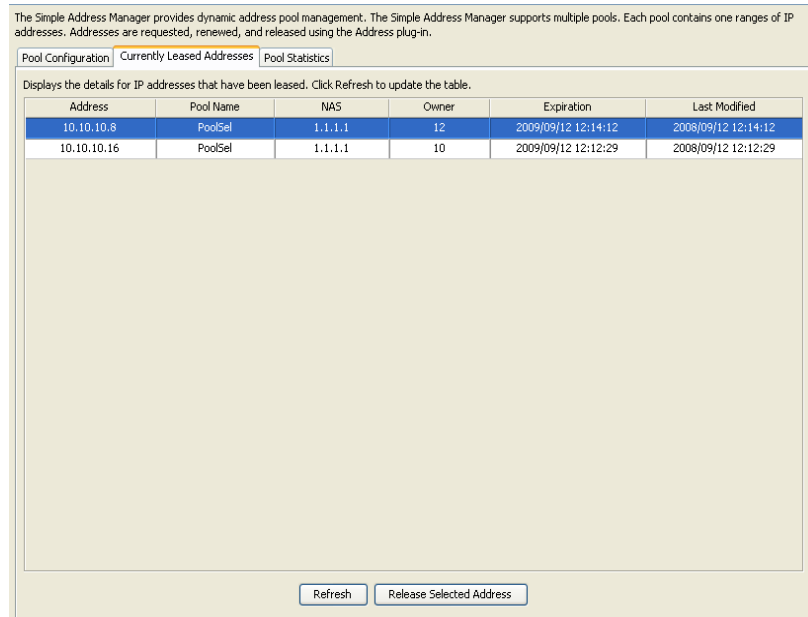 The Simple Address Manager provides dynamic address pool management. The Simple Address Manager supports multiple pools. Each pool contains one ranges of IP
addresses. Addresses are requested, renewed, and released using the Address plug-in.
Pool Configuration Currently Leased Addresses Pool Statistics
Displays the details for IP addresses that have been leased. Click Refresh to update the table.
Address Pool Name NAS Owner Expiration Last Modified
10.10.10.8 PoolSel 1.1.1.1 12 2009/09/12 12:14:12 2008/09/12 12:14:12
10.10.10.16 PoolSel 1.1.1.1 10 2009/09/12 12:12:29 2008/09/12 12:12:29
Refresh Release Selected Address